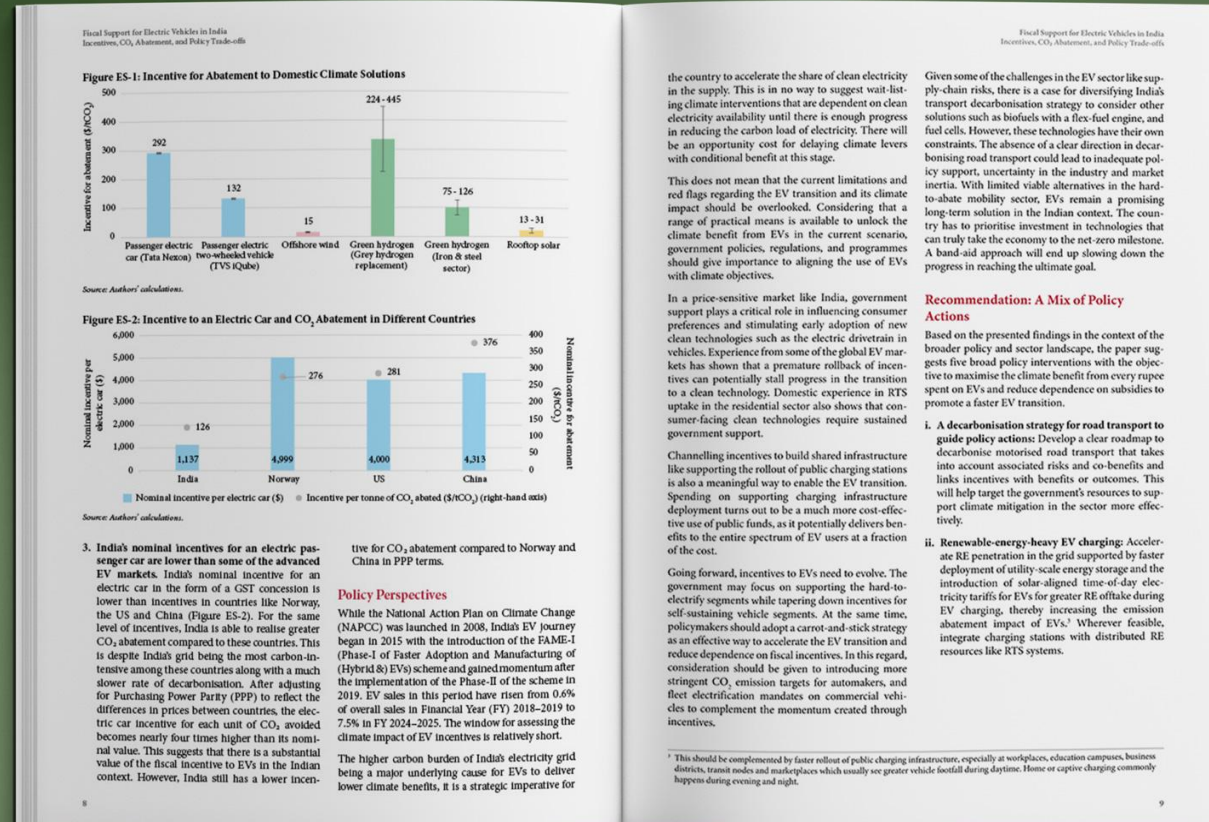 Fiscal Support for Electric Vehicles in India
Incentives, CO₂ Abatement, and Policy Trade-offs
Figure ES-1: Incentive for Abatement to Domestic Climate Solutions
Incentive for abatement ($/tCO₂)
500
400
300
200
100
0
292
132
15
224-445
75-126
13-31
Passenger electric
car (Tata Nexon)
Passenger electric
two-wheeled vehicle
(TVS iQube)
Offshore wind
Green hydrogen
(Grey hydrogen
replacement)
Green hydrogen
(Iron & steel
sector)
Rooftop solar
Source: Authors' calculations.
Figure ES-2: Incentive to an Electric Car and CO₂ Abatement in Different Countries
Nominal incentive per
electric car ($)
6,000
5,000
4,000
3,000
2,000
1,000
0
126
276
281
376
1,137
4,999
4,000
4,313
India
Norway
US
China
400
350
300
250
200
150
100
50
0
Nominal incentive for abatement
($/tCO₂)
Nominal incentive per electric car ($)
Incentive per tonne of CO₂ abated ($/tCO₂) (right-hand axis)
Source: Authors' calculations.
3. India's nominal incentives for an electric pas-
senger car are lower than some of the advanced
EV markets. India's nominal incentive for an
electric car in the form of a GST concession is
lower than incentives in countries like Norway,
the US and China (Figure ES-2). For the same
level of incentives, India is able to realise greater
CO₂ abatement compared to these countries. This
is despite India's grid being the most carbon-in-
tensive among these countries along with a much
slower rate of decarbonisation. After adjusting
for Purchasing Power Parity (PPP) to reflect the
differences in prices between countries, the elec-
tric car incentive for each unit of CO₂ avoided
becomes nearly four times higher than its nomi-
nal value. This suggests that there is a substantial
value of the fiscal incentive to EVs in the Indian
context. However, India still has a lower incen-
tive for CO₂ abatement compared to Norway and
China in PPP terms.
Policy Perspectives
While the National Action Plan on Climate Change
(NAPCC) was launched in 2008, India's EV journey
began in 2015 with the introduction of the FAME-I
(Phase-I of Faster Adoption and Manufacturing of
(Hybrid &) EVs) scheme and gained momentum after
the implementation of the Phase-II of the scheme in
2019. EV sales in this period have risen from 0.6%
of overall sales in Financial Year (FY) 2018–2019 to
7.5% in FY 2024–2025. The window for assessing the
climate impact of EV incentives is relatively short.
The higher carbon burden of India's electricity grid
being a major underlying cause for EVs to deliver
lower climate benefits, it is a strategic imperative for
8
Fiscal Support for Electric Vehicles in India
Incentives, CO₂ Abatement, and Policy Trade-offs
the country to accelerate the share of clean electricity
in the supply. This is in no way to suggest wait-list-
ing climate interventions that are dependent on clean
electricity availability until there is enough progress
in reducing the carbon load of electricity. There will
be an opportunity cost for delaying climate levers
with conditional benefit at this stage.
This does not mean that the current limitations and
red flags regarding the EV transition and its climate
impact should be overlooked. Considering that a
range of practical means is available to unlock the
climate benefit from EVs in the current scenario,
government policies, regulations, and programmes
should give importance to aligning the use of EVs
with climate objectives.
In a price-sensitive market like India, government
support plays a critical role in influencing consumer
preferences and stimulating early adoption of new
clean technologies such as the electric drivetrain in
vehicles. Experience from some of the global EV mar-
kets has shown that a premature rollback of incen-
tives can potentially stall progress in the transition
to a clean technology. Domestic experience in RTS
uptake in the residential sector also shows that con-
sumer-facing clean technologies require sustained
government support.
Channelling incentives to build shared infrastructure
like supporting the rollout of public charging stations
is also a meaningful way to enable the EV transition.
Spending on supporting charging infrastructure
deployment turns out to be a much more cost-effec-
tive use of public funds, as it potentially delivers ben-
efits to the entire spectrum of EV users at a fraction
of the cost.
Going forward, incentives to EVs need to evolve. The
government may focus on supporting the hard-to-
electrify segments while tapering down incentives for
self-sustaining vehicle segments. At the same time,
policymakers should adopt a carrot-and-stick strategy
as an effective way to accelerate the EV transition and
reduce dependence on fiscal incentives. In this regard,
consideration should be given to introducing more
stringent CO₂ emission targets for automakers, and
fleet electrification mandates on commercial vehi-
cles to complement the momentum created through
incentives.
Given some of the challenges in the EV sector like sup-
ply-chain risks, there is a case for diversifying India's
transport decarbonisation strategy to consider other
solutions such as biofuels with a flex-fuel engine, and
fuel cells. However, these technologies have their own
constraints. The absence of a clear direction in decar-
bonising road transport could lead to inadequate pol-
icy support, uncertainty in the industry and market
inertia. With limited viable alternatives in the hard-
to-abate mobility sector, EVs remain a promising
long-term solution in the Indian context. The coun-
try has to prioritise investment in technologies that
can truly take the economy to the net-zero milestone.
A band-aid approach will end up slowing down the
progress in reaching the ultimate goal.
Recommendation: A Mix of Policy
Actions
Based on the presented findings in the context of the
broader policy and sector landscape, the paper sug-
gests five broad policy interventions with the objec-
tive to maximise the climate benefit from every rupee
spent on EVs and reduce dependence on subsidies to
promote a faster EV transition.
i. A decarbonisation strategy for road transport to
guide policy actions: Develop a clear roadmap to
decarbonise motorised road transport that takes
into account associated risks and co-benefits and
links incentives with benefits or outcomes. This
will help target the government's resources to sup-
port climate mitigation in the sector more effec-
tively.
ii. Renewable-energy-heavy EV charging: Acceler-
ate RE penetration in the grid supported by faster
deployment of utility-scale energy storage and the
introduction of solar-aligned time-of-day elec-
tricity tariffs for EVs for greater RE offtake during
EV charging, thereby increasing the emission
abatement impact of EVs.³ Wherever feasible,
integrate charging stations with distributed RE
resources like RTS systems.
³ This should be complemented by faster rollout of public charging infrastructure, especially at workplaces, education campuses, business
districts, transit nodes and marketplaces which usually see greater vehicle footfall during daytime. Home or captive charging commonly
happens during evening and night.
9